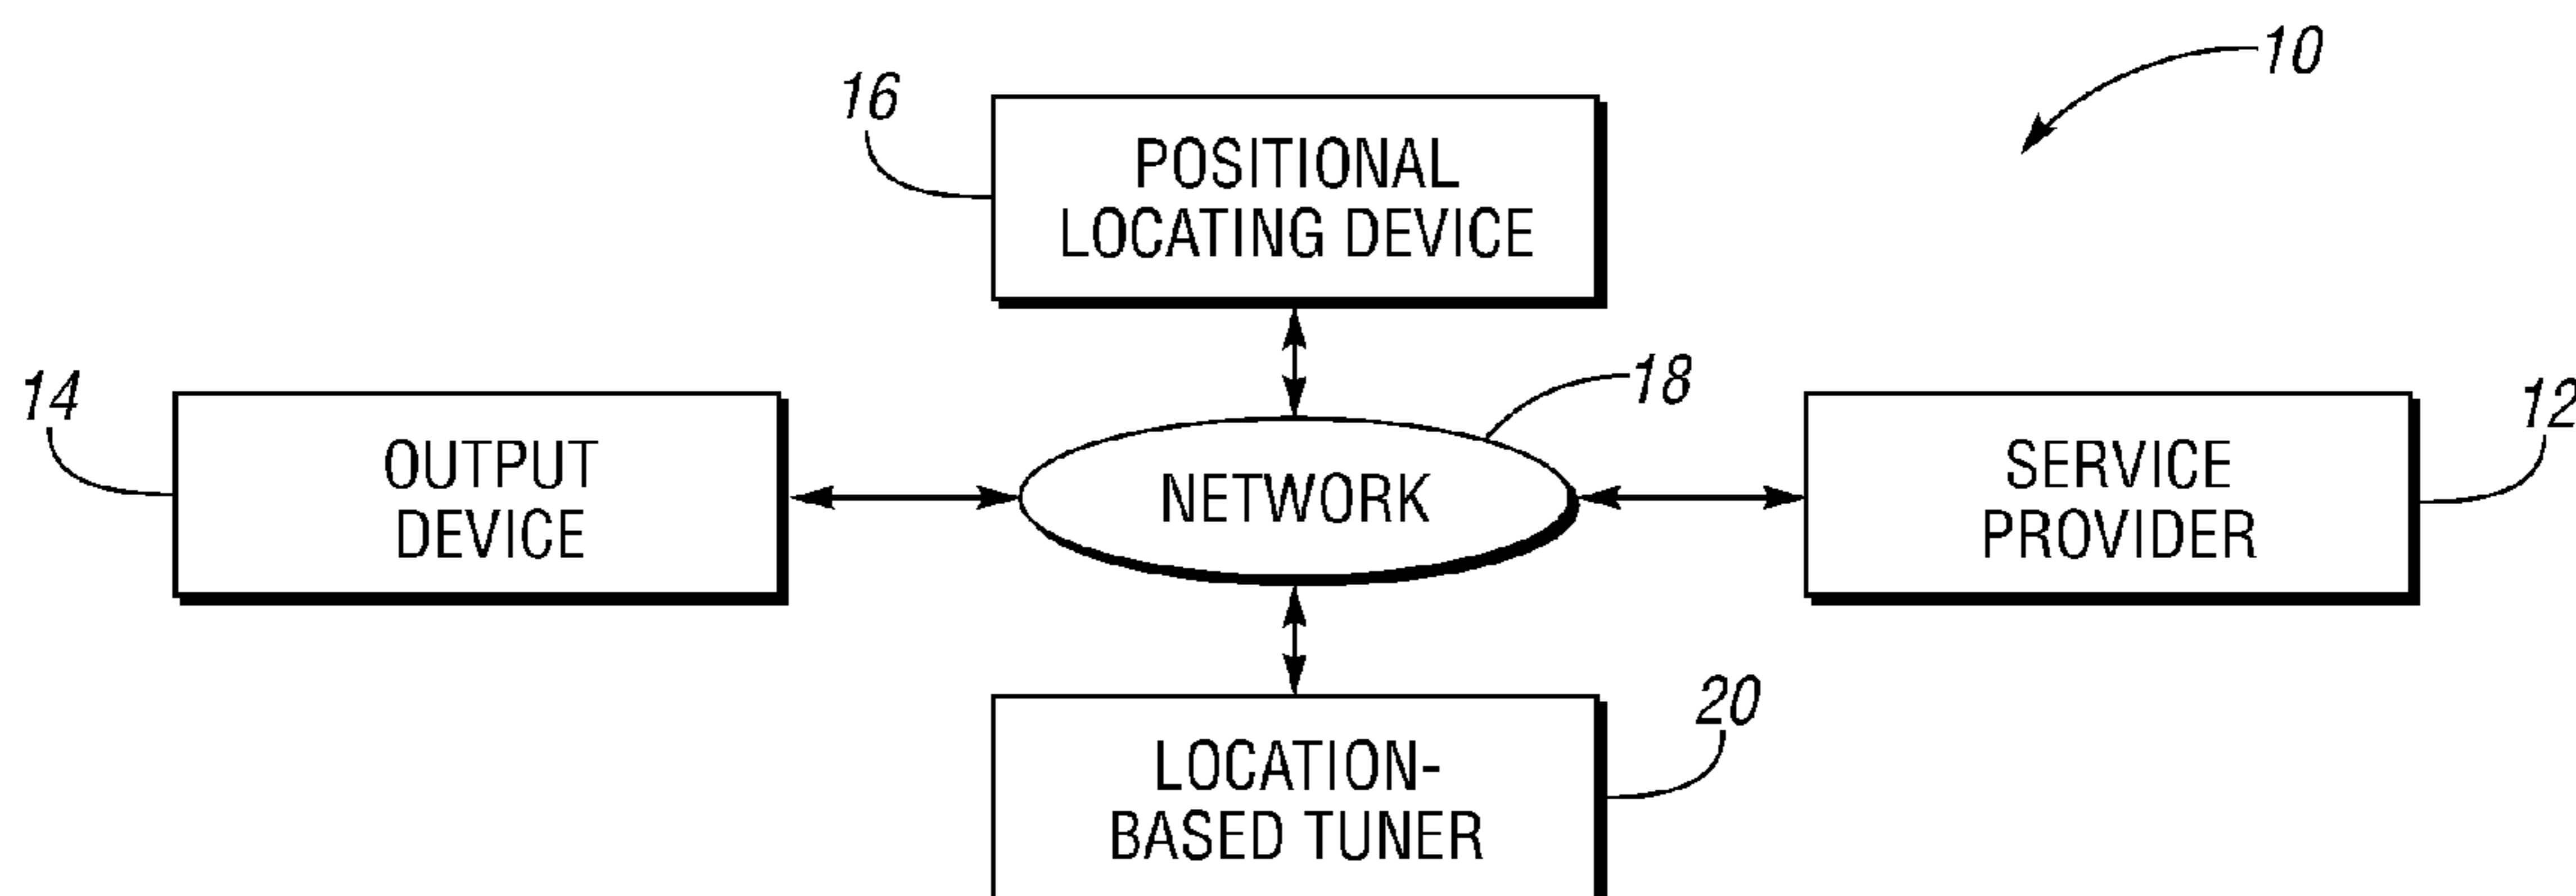 10
16
POSITIONAL
LOCATING DEVICE
18
14
12
OUTPUT
DEVICE
NETWORK
SERVICE
PROVIDER
20
LOCATION-
BASED TUNER